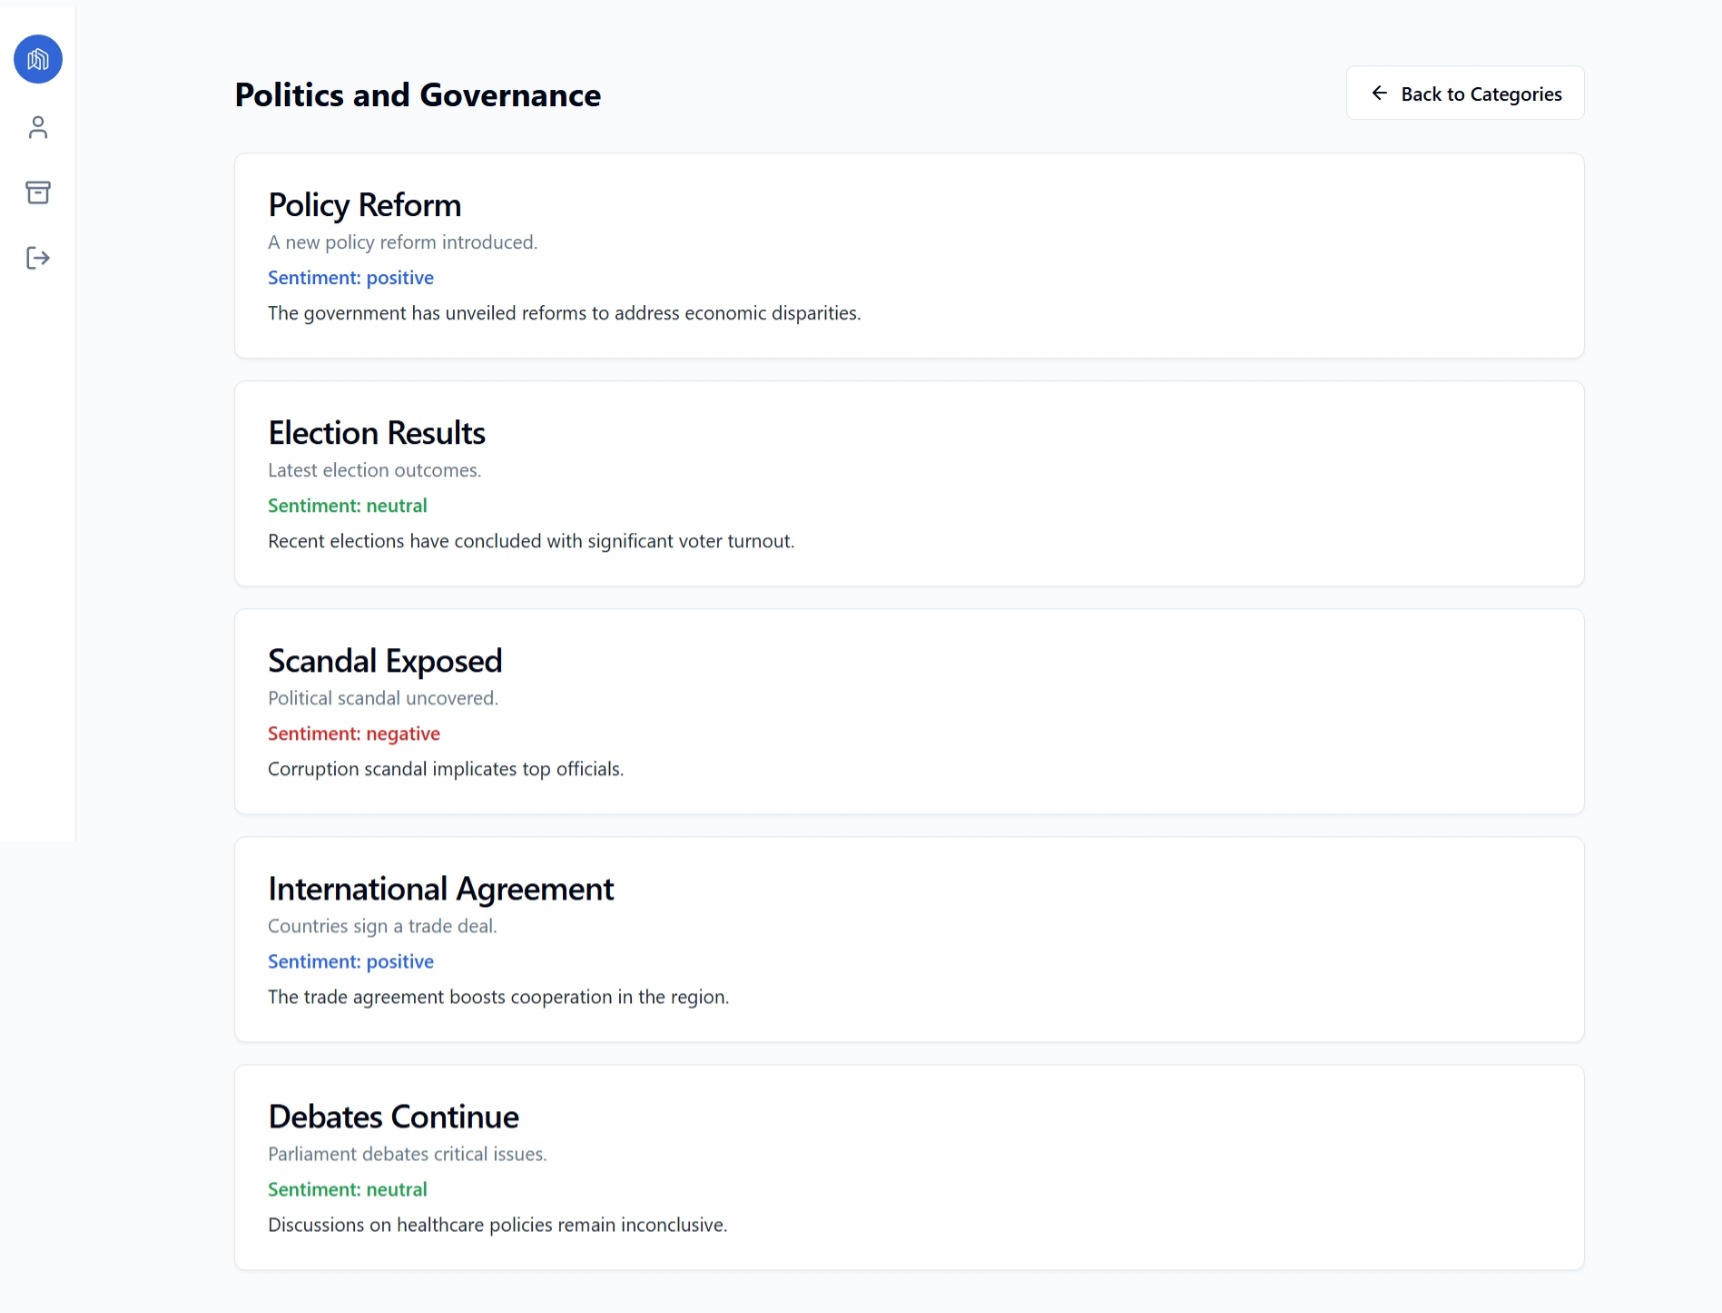 Politics and Governance
Back to Categories
Policy Reform
A new policy reform introduced.
Sentiment: positive
The government has unveiled reforms to address economic disparities.
Election Results
Latest election outcomes.
Sentiment: neutral
Recent elections have concluded with significant voter turnout.
Scandal Exposed
Political scandal uncovered.
Sentiment: negative
Corruption scandal implicates top officials.
International Agreement
Countries sign a trade deal.
Sentiment: positive
The trade agreement boosts cooperation in the region.
Debates Continue
Parliament debates critical issues.
Sentiment: neutral
Discussions on healthcare policies remain inconclusive.